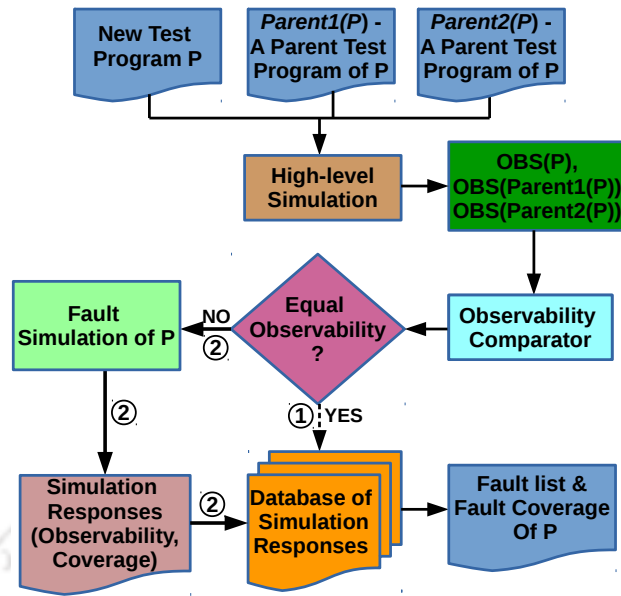 New Test
Program P
Parent1(P) -
A Parent Test
Program of P
Parent2(P) -
A Parent Test
Program of P
High-level
Simulation
OBS(P),
OBS(Parent1(P))
OBS(Parent2(P))
Fault
Simulation of P
NO
②
Equal
Observability
?
Observability
Comparator
②
① YES
Simulation
Responses
(Observability,
Coverage)
②
Database of
Simulation
Responses
Fault list &
Fault Coverage
Of P